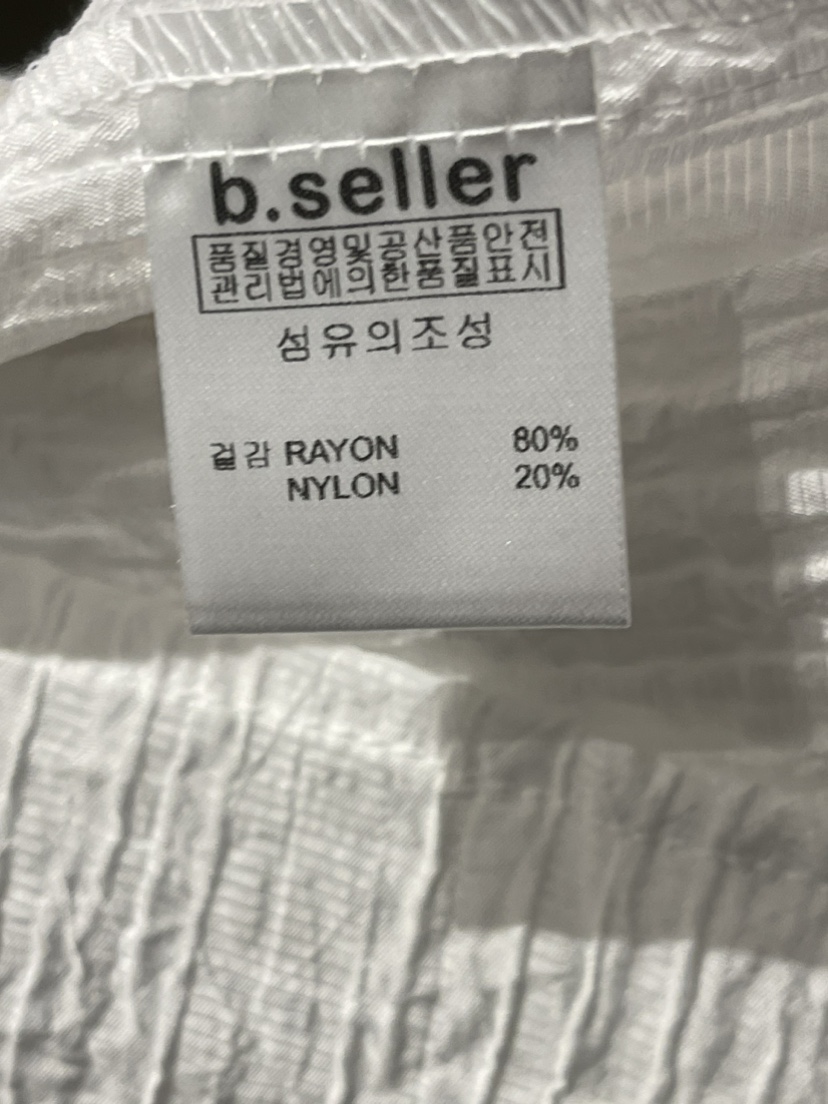 b.seller
품질경영및공산품안전
관리법에의한품질표시
섬유의조성
겉감 RAYON 80%
NYLON 20%